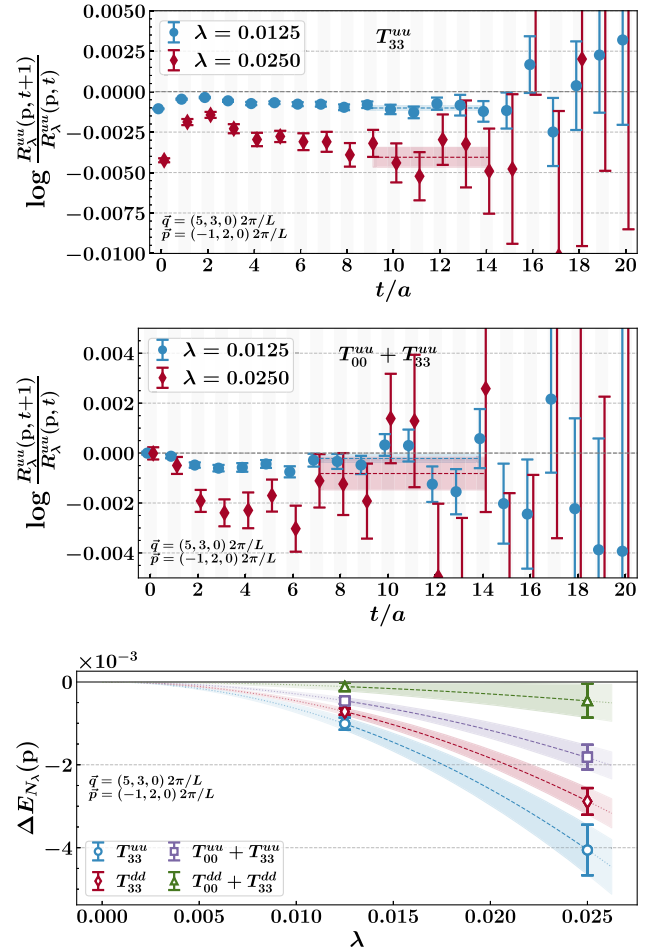 0.0050
0.0025
0.0000
−0.0025
−0.0050
−0.0075
−0.0100
log R_λ^{uu}(p,t+1) / R_λ^{uu}(p,t)
λ = 0.0125
λ = 0.0250
T_{33}^{uu}
q⃗ = (5, 3, 0) 2π/L
p⃗ = (−1, 2, 0) 2π/L
0 2 4 6 8 10 12 14 16 18 20
t/a
0.004
0.002
0.000
−0.002
−0.004
log R_λ^{uu}(p,t+1) / R_λ^{uu}(p,t)
λ = 0.0125
λ = 0.0250
T_{00}^{uu} + T_{33}^{uu}
q⃗ = (5, 3, 0) 2π/L
p⃗ = (−1, 2, 0) 2π/L
0 2 4 6 8 10 12 14 16 18 20
t/a
×10^{−3}
0
−2
−4
ΔE_{N_λ}(p)
q⃗ = (5, 3, 0) 2π/L
p⃗ = (−1, 2, 0) 2π/L
T_{33}^{uu} T_{00}^{uu} + T_{33}^{uu}
T_{33}^{dd} T_{00}^{dd} + T_{33}^{dd}
0.000 0.005 0.010 0.015 0.020 0.025
λ